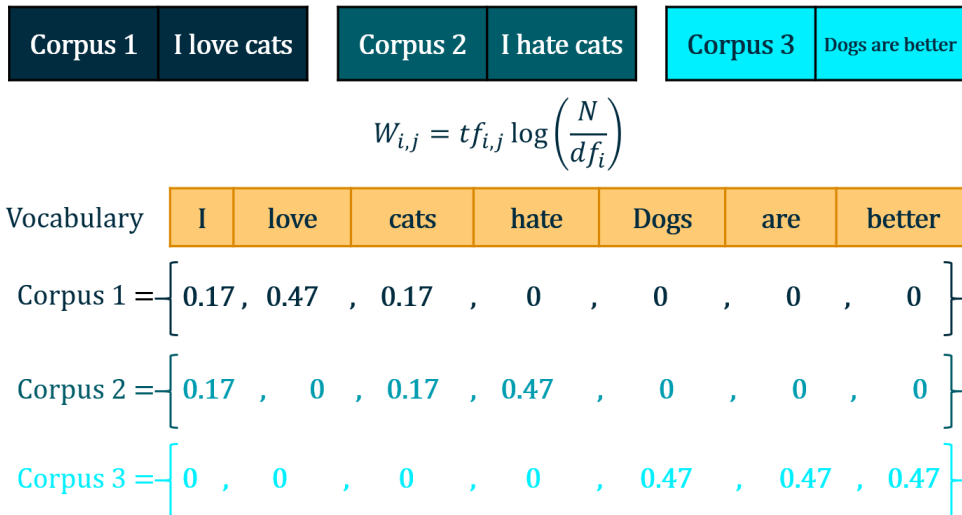 Corpus 1 I love cats Corpus 2 I hate cats Corpus 3 Dogs are better
W_{i,j} = tf_{i,j} log(N/df_i)
Vocabulary I love cats hate Dogs are better
Corpus 1 = { 0.17 , 0.47 , 0.17 , 0 , 0 , 0 , 0 }
Corpus 2 = { 0.17 , 0 , 0.17 , 0.47 , 0 , 0 , 0 }
Corpus 3 = { 0 , 0 , 0 , 0 , 0.47 , 0.47 , 0.47 }